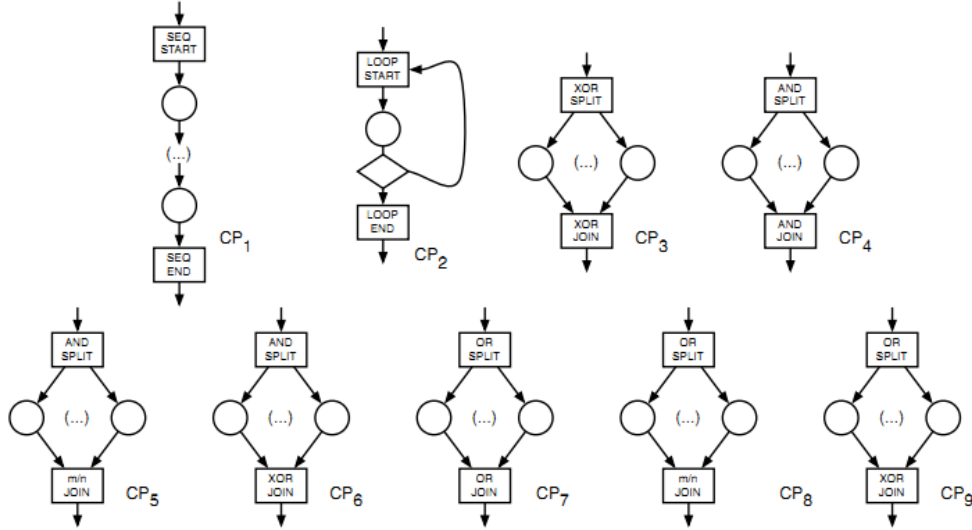 SEQ
START
(...)
SEQ
END
CP1
LOOP
START
LOOP
END
CP2
XOR
SPLIT
(...)
XOR
JOIN
CP3
AND
SPLIT
(...)
AND
JOIN
CP4
AND
SPLIT
(...)
m/n
JOIN
CP5
AND
SPLIT
(...)
XOR
JOIN
CP6
OR
SPLIT
(...)
OR
JOIN
CP7
OR
SPLIT
(...)
m/n
JOIN
CP8
OR
SPLIT
(...)
XOR
JOIN
CP9